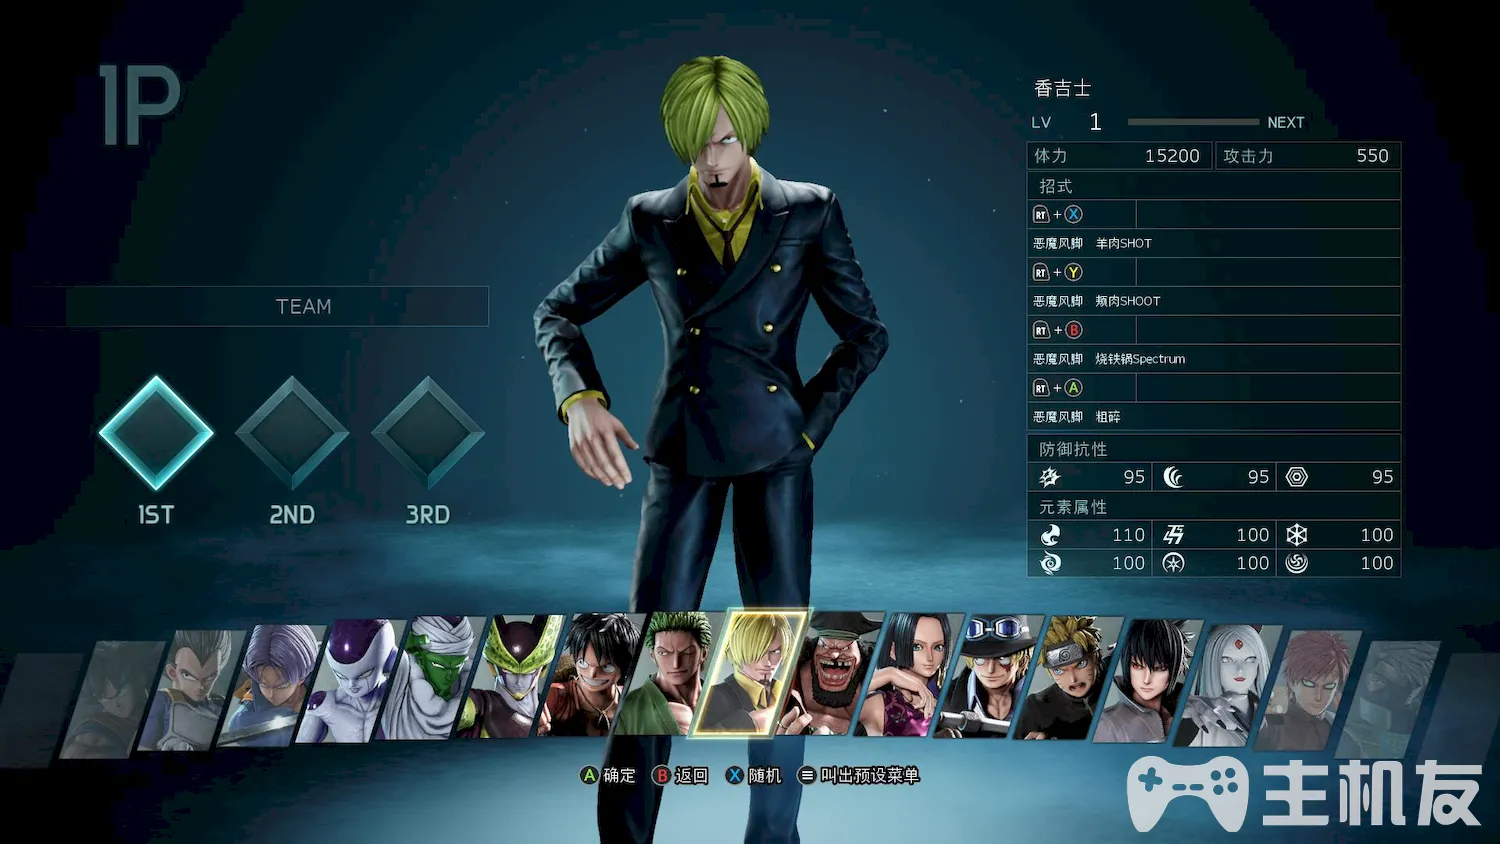 1P
TEAM
1ST 2ND 3RD
香吉士
LV 1 NEXT
体力 15200 攻击力 550
招式
RT + X
恶魔风脚 羊肉SHOT
RT + Y
恶魔风脚 颊肉SHOOT
RT + B
恶魔风脚 烧铁锅Spectrum
RT + A
恶魔风脚 粗碎
防御抗性
95 95 95
元素属性
110 100 100
100 100 100
A 确定 B 返回 X 随机 叫出预设菜单
主机友